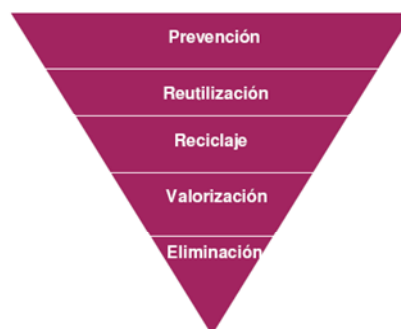 Prevención
Reutilización
Reciclaje
Valorización
Eliminación